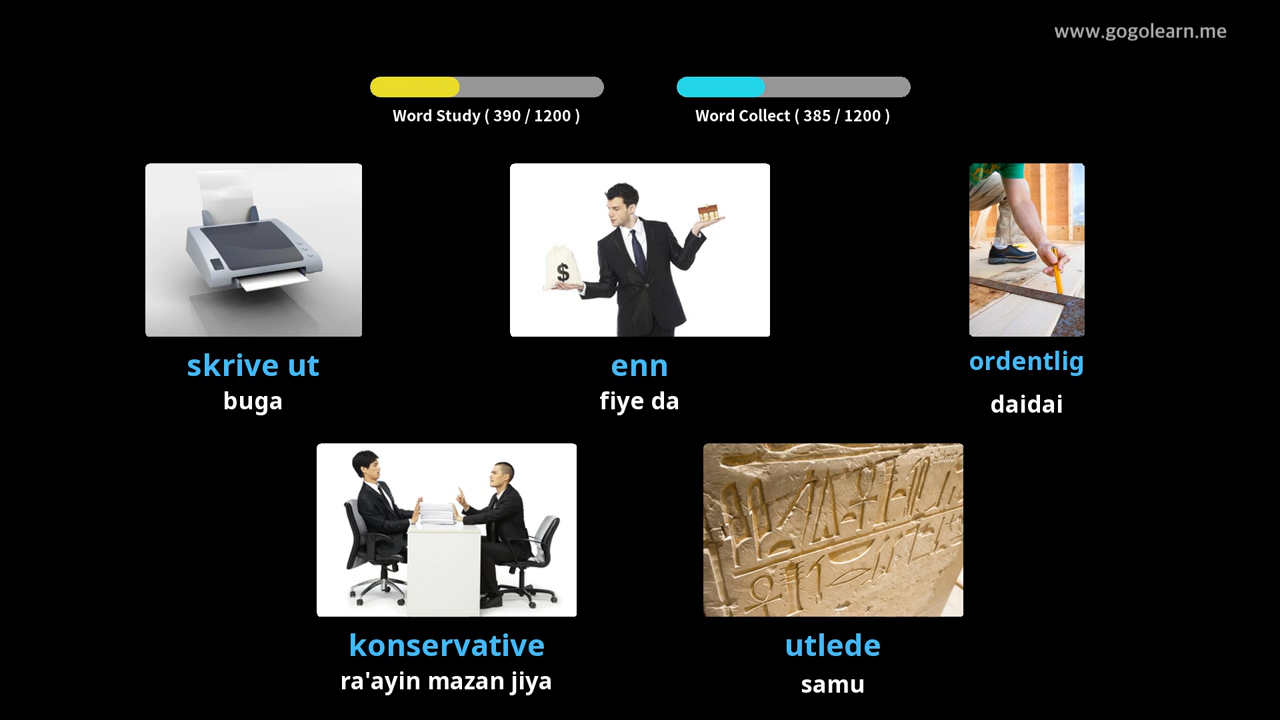 www.gogolearn.me
Word Study ( 390 / 1200 )
Word Collect ( 385 / 1200 )
$
skrive ut
buga
enn
fiye da
ordentlig
daidai
konservative
ra'ayin mazan jiya
utlede
samu